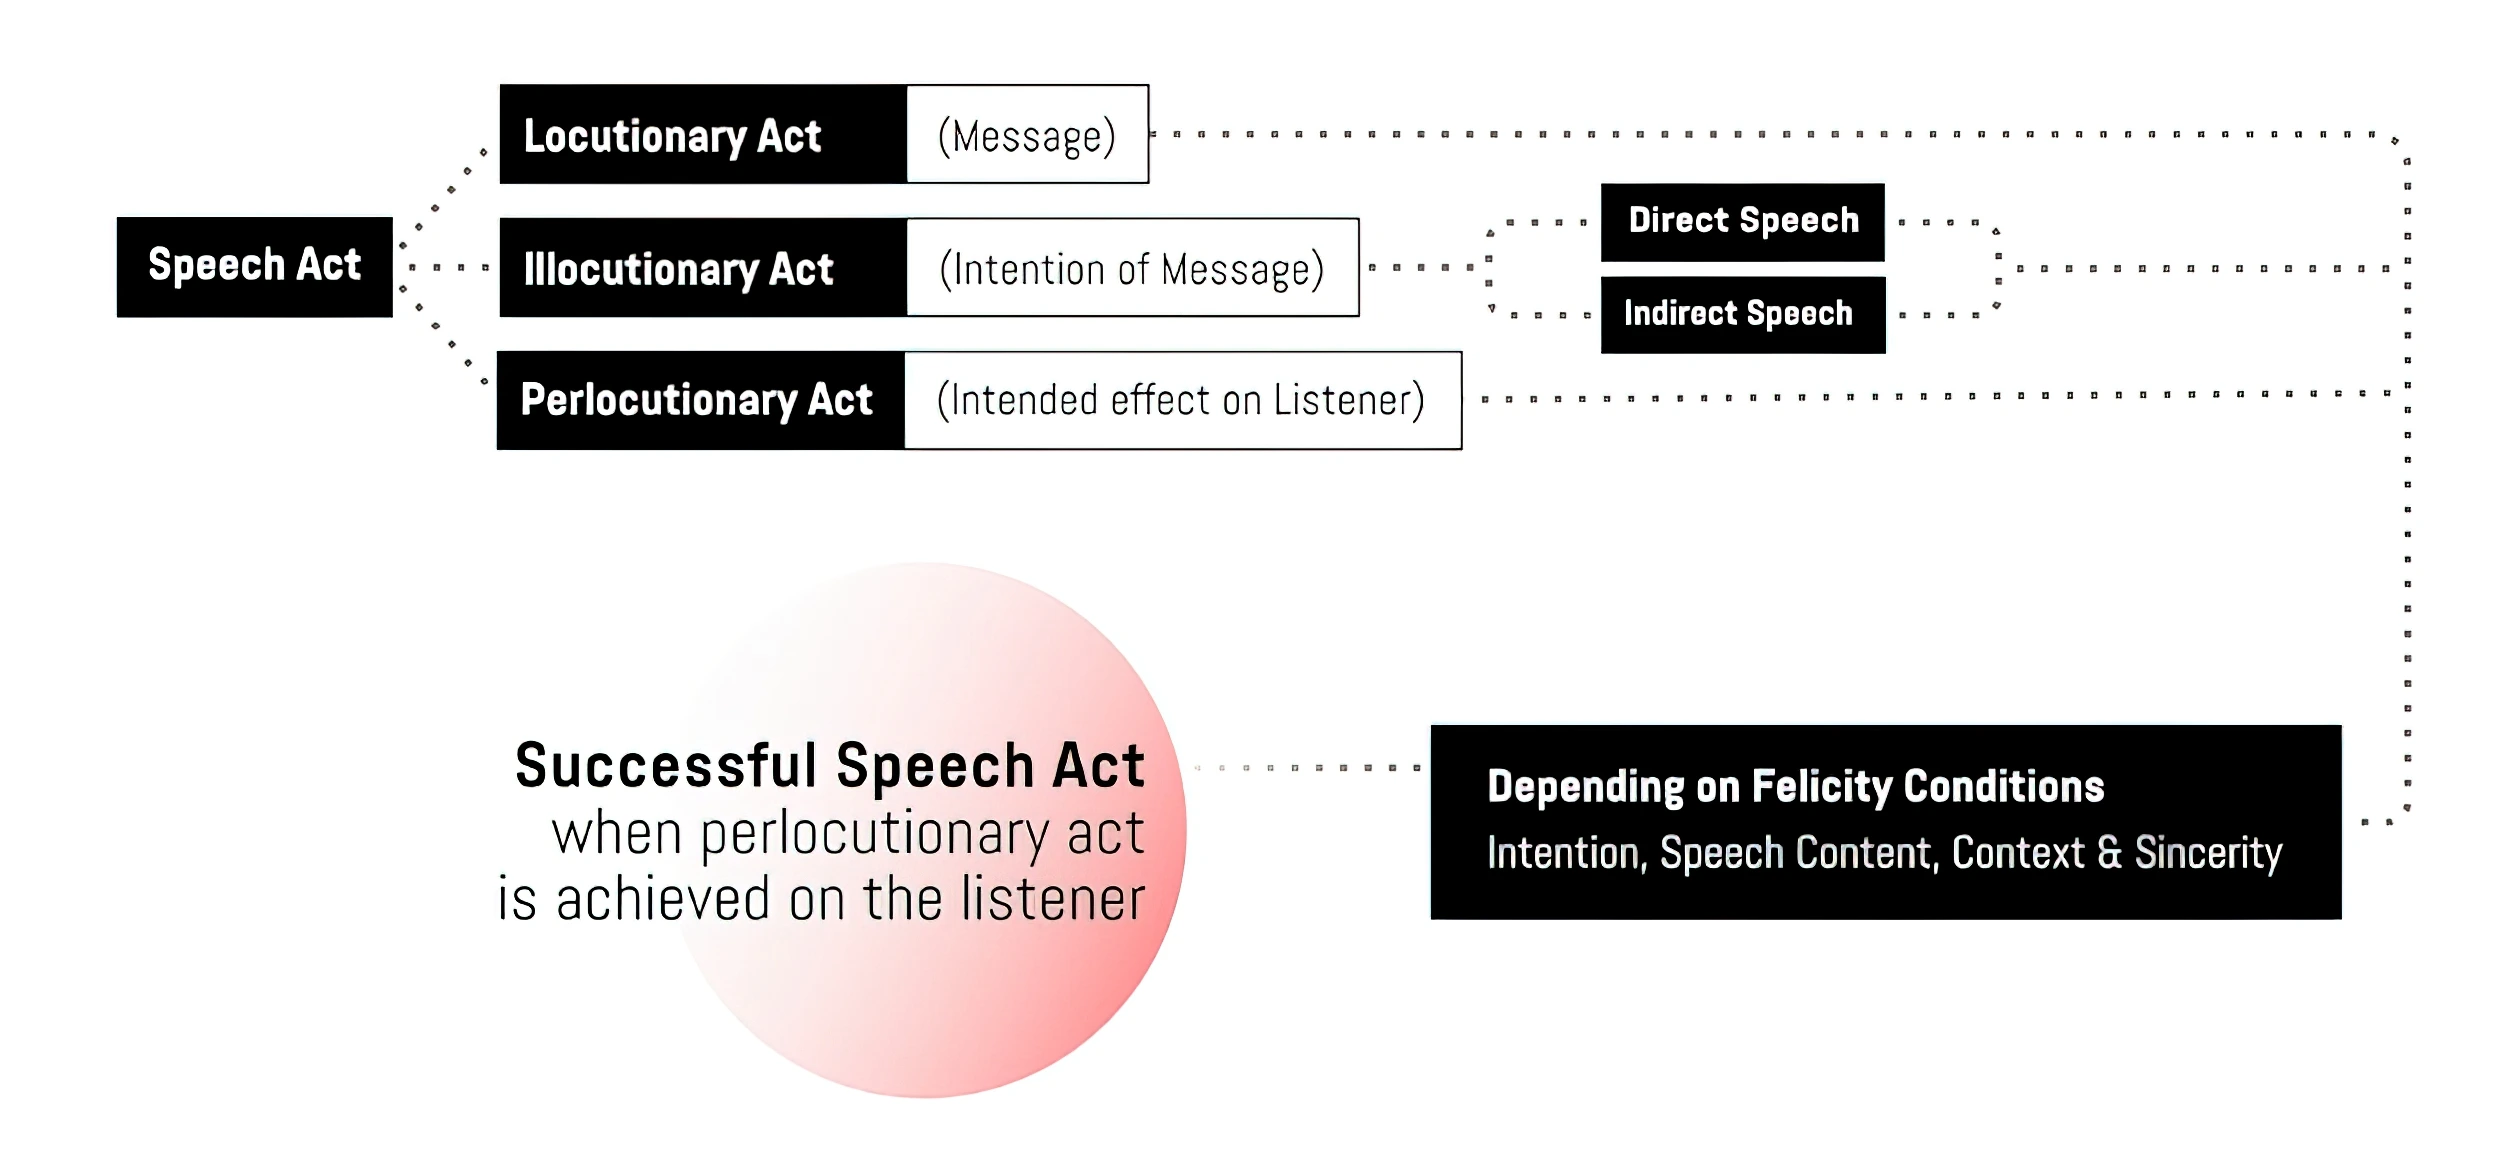 Speech Act
Locutionary Act
(Message)
Illocutionary Act
(Intention of Message)
Direct Speech
Indirect Speech
Perlocutionary Act
(Intended effect on Listener)
Depending on Felicity Conditions
Intention, Speech Content, Context & Sincerity
Successful Speech Act
when perlocutionary act
is achieved on the listener